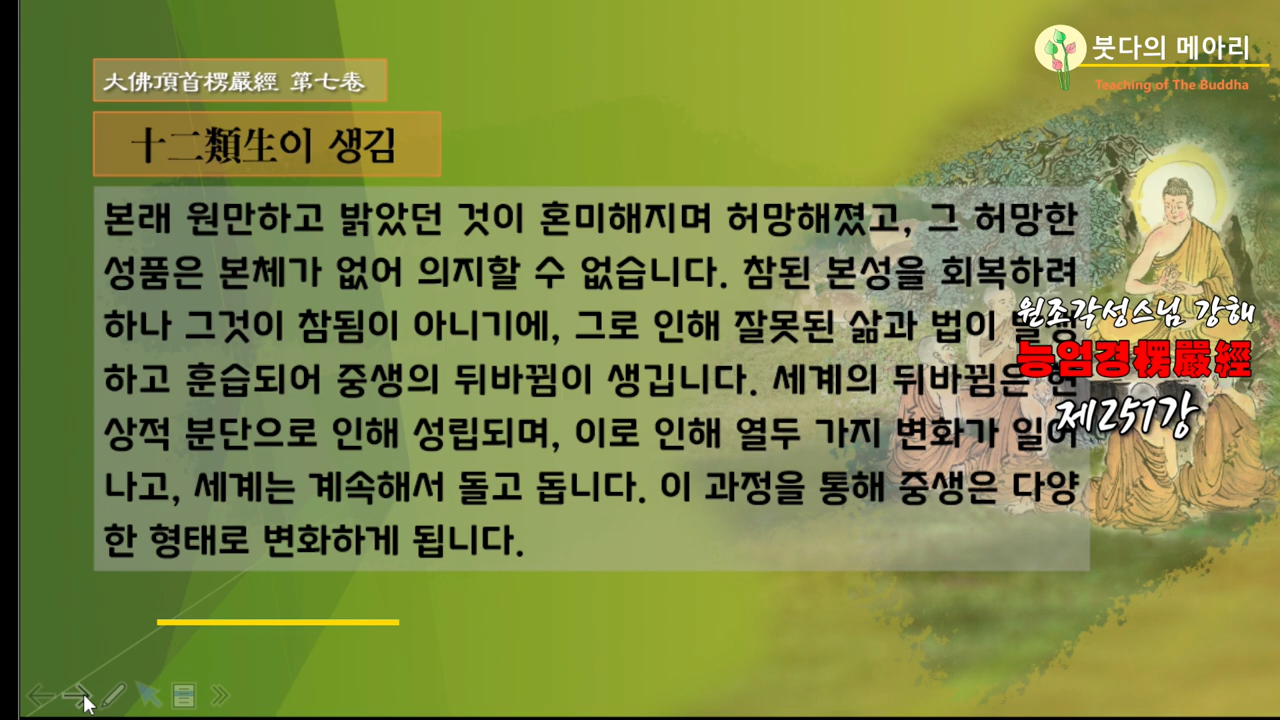 붓다의 메아리
Teaching of The Buddha
大佛頂首楞嚴經 第七卷
十二類生이 생김
본래 원만하고 밝았던 것이 혼미해지며 허망해졌고, 그 허망한
성품은 본체가 없어 의지할 수 없습니다. 참된 본성을 회복하려
하나 그것이 참됨이 아니기에, 그로 인해 잘못된 삶과 법이
하고 훈습되어 중생의 뒤바뀜이 생깁니다. 세계의 뒤바뀜은
상적 분단으로 인해 성립되며, 이로 인해 열두 가지 변화가 일어
나고, 세계는 계속해서 돌고 돕니다. 이 과정을 통해 중생은 다양
한 형태로 변화하게 됩니다.
원조각성스님 강해
능엄경楞嚴經
제251강